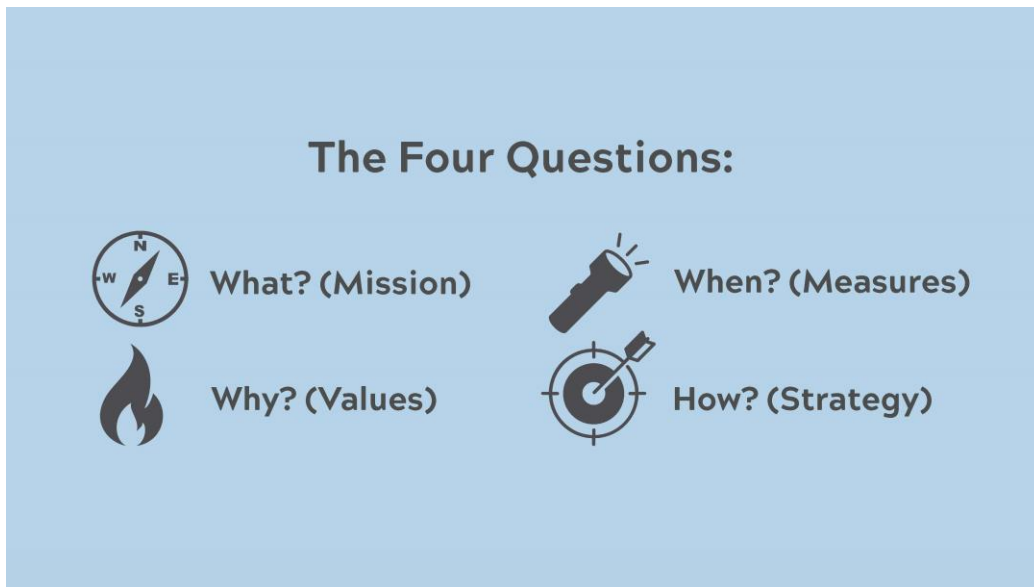 The Four Questions:
N
W E
S
What? (Mission)
When? (Measures)
Why? (Values)
How? (Strategy)